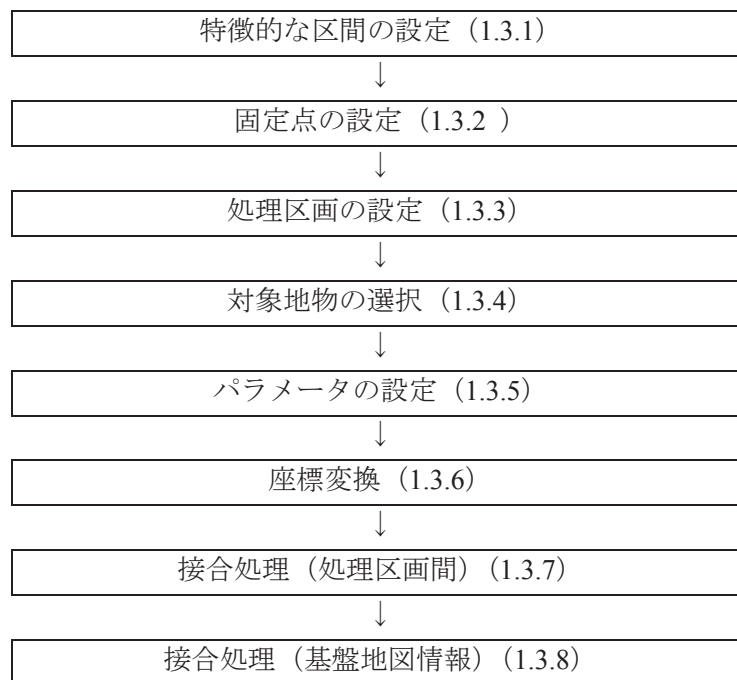 特徴的な区間の設定（1.3.1）
↓
固定点の設定（1.3.2 ）
↓
処理区画の設定（1.3.3）
↓
対象地物の選択（1.3.4）
↓
パラメータの設定（1.3.5）
↓
座標変換（1.3.6）
↓
接合処理（処理区画間）（1.3.7）
↓
接合処理（基盤地図情報）（1.3.8）